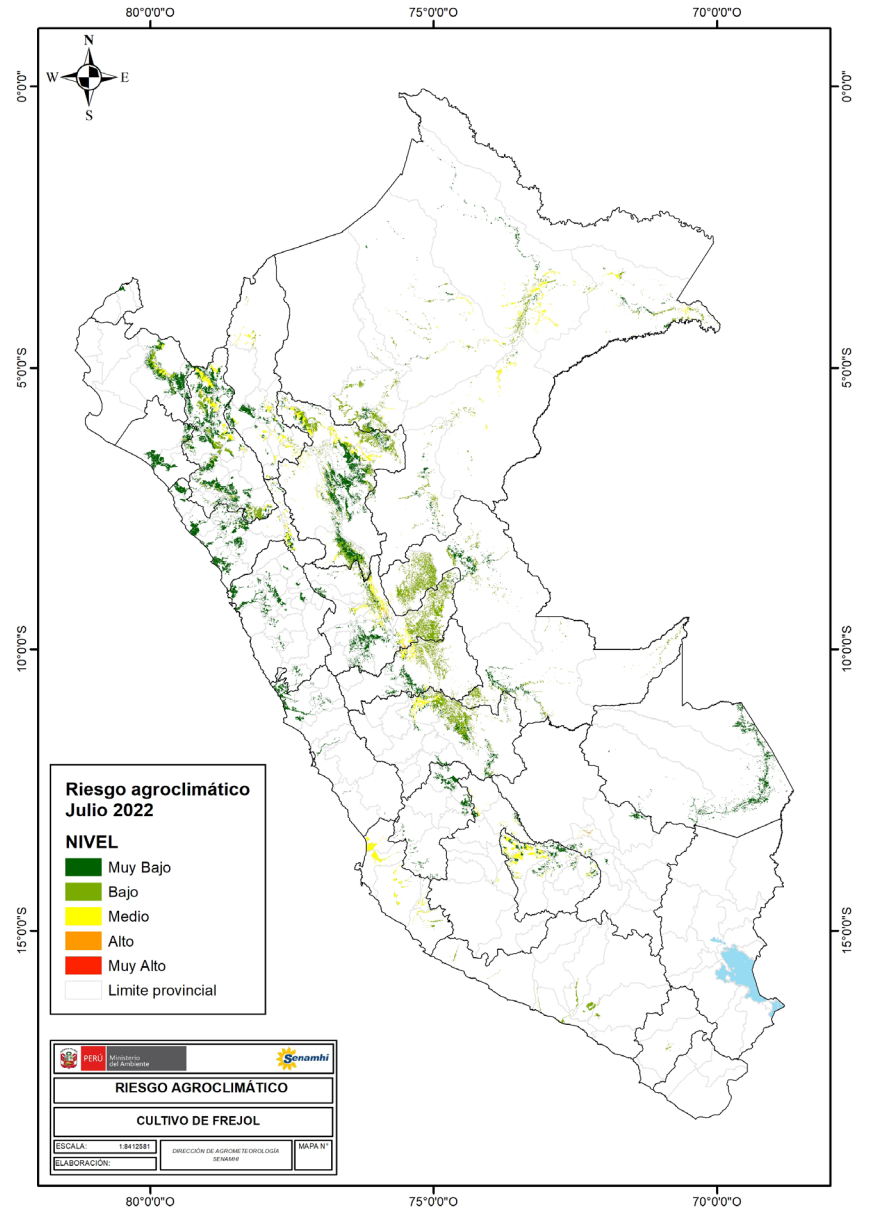 80°0'0"O 75°0'0"O 70°0'0"O
N
W E
S
0°0'0" 0°0'0"
5°0'0"S 5°0'0"S
10°0'0"S 10°0'0"S
15°0'0"S 15°0'0"S
Riesgo agroclimático
Julio 2022
NIVEL
Muy Bajo
Bajo
Medio
Alto
Muy Alto
Limite provincial
PERÚ Ministerio
del Ambiente
Senamhi
RIESGO AGROCLIMÁTICO
CULTIVO DE FREJOL
ESCALA: 1:8412581
ELABORACIÓN:
DIRECCIÓN DE AGROMETEOROLOGÍA
SENAMHI
MAPA N°
80°0'0"O 75°0'0"O 70°0'0"O